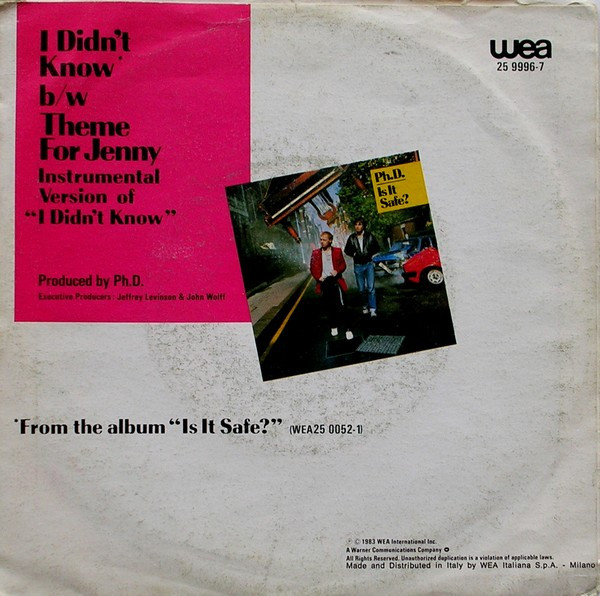 I Didn't
Know*
b/w
Theme
For Jenny
Instrumental
Version of
"I Didn't Know"
Produced by Ph.D.
Executive Producers: Jeffrey Levinson & John Wolff
wea
25 9996-7
Ph.D.
Is It
Safe?
*From the album "Is It Safe?" (WEA25 0052-1)
℗ © 1983 WEA International Inc.
A Warner Communications Company
All Rights Reserved. Unauthorized duplication is a violation of applicable laws.
Made and Distributed in Italy by WEA Italiana S.p.A. - Milano